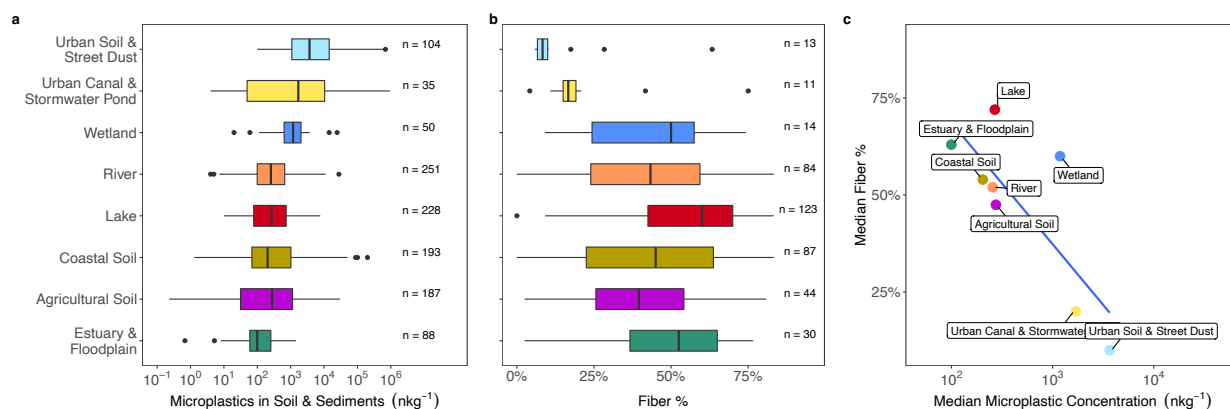 a
Urban Soil &
Street Dust
Urban Canal &
Stormwater Pond
Wetland
River
Lake
Coastal Soil
Agricultural Soil
Estuary &
Floodplain
n = 104
n = 35
n = 50
n = 251
n = 228
n = 193
n = 187
n = 88
10⁻¹ 10⁰ 10¹ 10² 10³ 10⁴ 10⁵ 10⁶
Microplastics in Soil & Sediments (nkg⁻¹)
b
n = 13
n = 11
n = 14
n = 84
n = 123
n = 87
n = 44
n = 30
0% 25% 50% 75%
Fiber %
c
Median Fiber %
75%
50%
25%
Lake
Estuary & Floodplain
Coastal Soil
Wetland
River
Agricultural Soil
Urban Canal & Stormwater
Urban Soil & Street Dust
10² 10³ 10⁴
Median Microplastic Concentration (nkg⁻¹)